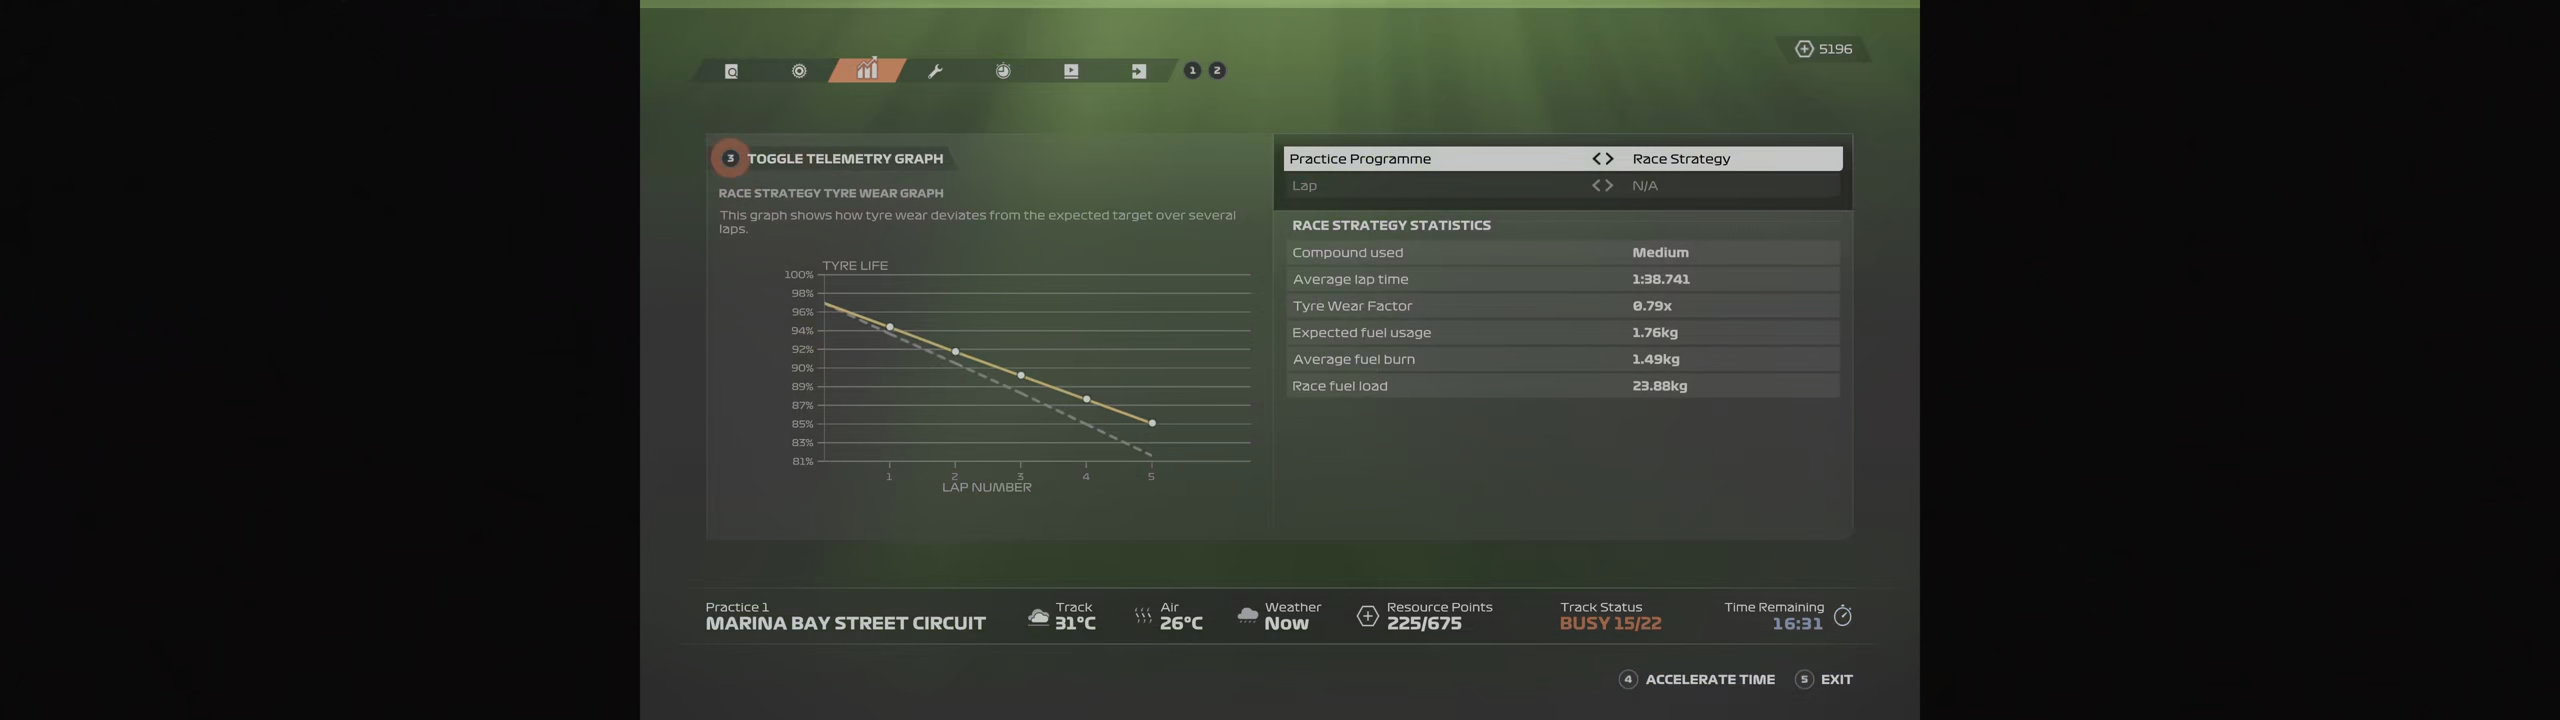 5196
1 2
3 TOGGLE TELEMETRY GRAPH
RACE STRATEGY TYRE WEAR GRAPH
This graph shows how tyre wear deviates from the expected target over several
laps.
TYRE LIFE
100%
98%
96%
94%
92%
90%
89%
87%
85%
83%
81%
1 2 3 4 5
LAP NUMBER
Practice Programme < > Race Strategy
Lap < > N/A
RACE STRATEGY STATISTICS
Compound used Medium
Average lap time 1:38.741
Tyre Wear Factor 0.79x
Expected fuel usage 1.76kg
Average fuel burn 1.49kg
Race fuel load 23.88kg
Practice 1
MARINA BAY STREET CIRCUIT
Track
31°C
Air
26°C
Weather
Now
Resource Points
225/675
Track Status
BUSY 15/22
Time Remaining
16:31
4 ACCELERATE TIME 5 EXIT